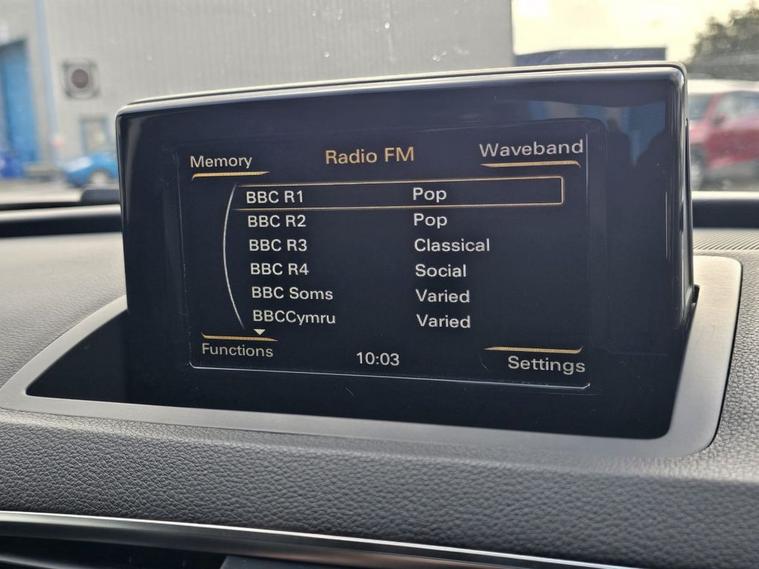 Memory Radio FM Waveband
BBC R1 Pop
BBC R2 Pop
BBC R3 Classical
BBC R4 Social
BBC Soms Varied
BBCCymru Varied
Functions 10:03 Settings